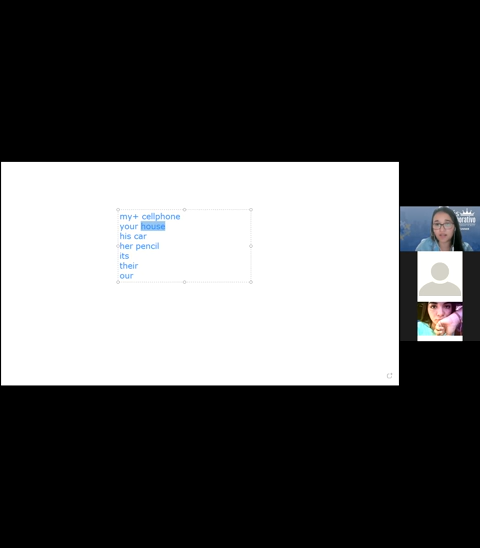 my+ cellphone
your house
his car
her pencil
its
their
our